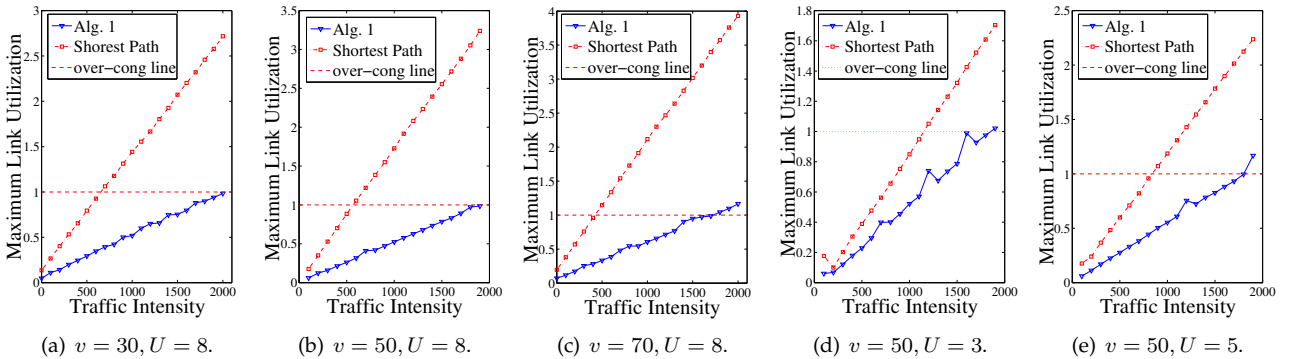 Maximum Link Utilization
3
2.5
2
1.5
1
0.5
0
0
500
1000
1500
2000
Traffic Intensity
Alg. 1
Shorest Path
over−cong line
(a) v = 30, U = 8.
Maximum Link Utilization
3.5
3
2.5
2
1.5
1
0.5
0
0
500
1000
1500
2000
Traffic Intensity
Alg. 1
Shortest Path
over−cong line
(b) v = 50, U = 8.
Maximum Link Utilization
4
3.5
3
2.5
2
1.5
1
0.5
0
0
500
1000
1500
2000
Traffic Intensity
Alg. 1
Shortest Path
over−cong line
(c) v = 70, U = 8.
Maximum Link Utilization
1.8
1.6
1.4
1.2
1
0.8
0.6
0.4
0.2
0
0
500
1000
1500
2000
Traffic Intensity
Alg. 1
Shortest Path
over−cong line
(d) v = 50, U = 3.
Maximum Link Utilization
2.5
2
1.5
1
0.5
0
0
500
1000
1500
2000
Traffic Intensity
Alg. 1
Shortest Path
over−cong line
(e) v = 50, U = 5.